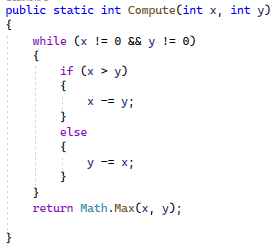 public static int Compute(int x, int y)
{
while (x != 0 && y != 0)
{
if (x > y)
{
x -= y;
}
else
{
y -= x;
}
}
return Math.Max(x, y);
}